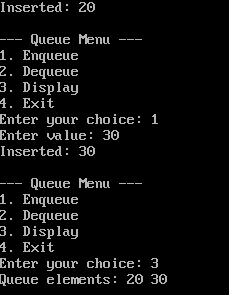 Inserted: 20
--- Queue Menu ---
1. Enqueue
2. Dequeue
3. Display
4. Exit
Enter your choice: 1
Enter value: 30
Inserted: 30
--- Queue Menu ---
1. Enqueue
2. Dequeue
3. Display
4. Exit
Enter your choice: 3
Queue elements: 20 30